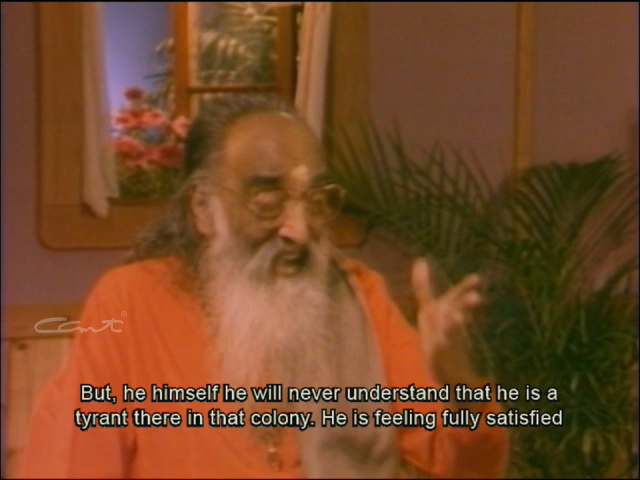 CCMT
But, he himself he will never understand that he is a
tyrant there in that colony. He is feeling fully satisfied